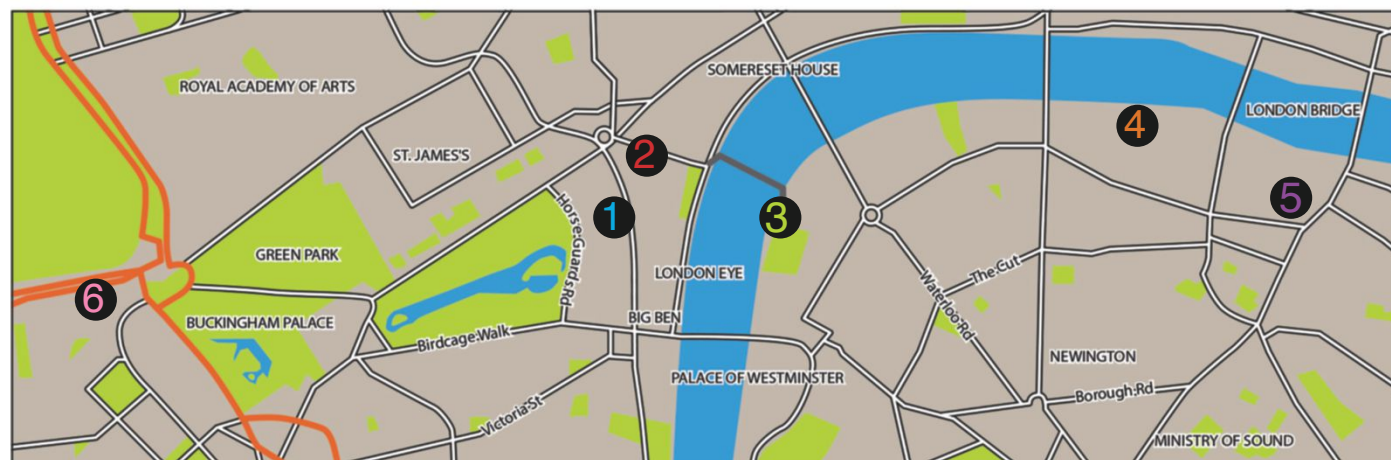 SOMERESET HOUSE
ROYAL ACADEMY OF ARTS
LONDON BRIDGE
4
ST. JAMES'S
2
5
1
3
Horse Guards Rd
GREEN PARK
The Cut
LONDON EYE
6
Waterloo Rd
BIG BEN
BUCKINGHAM PALACE
Birdcage Walk
NEWINGTON
PALACE OF WESTMINSTER
Borough Rd
Victoria St
MINISTRY OF SOUND